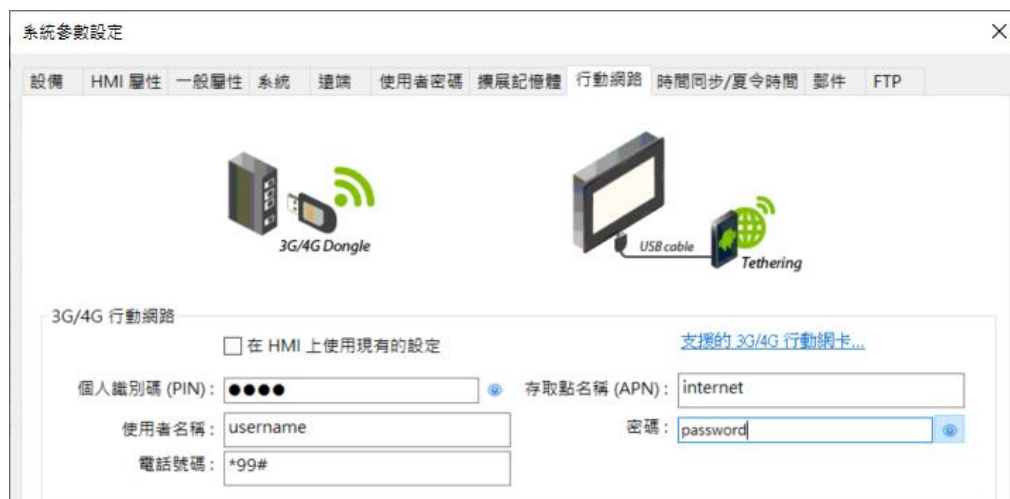 系統參數設定
設備 HMI 屬性 一般屬性 系統 遠端 使用者密碼 擴展記憶體 行動網路 時間同步/夏令時間 郵件 FTP
3G/4G Dongle
USB cable
Tethering
3G/4G 行動網路
在 HMI 上使用現有的設定
支援的 3G/4G 行動網卡...
個人識別碼 (PIN) : ●●●● 存取點名稱 (APN) : internet
使用者名稱 : username 密碼 : password
電話號碼 : *99#